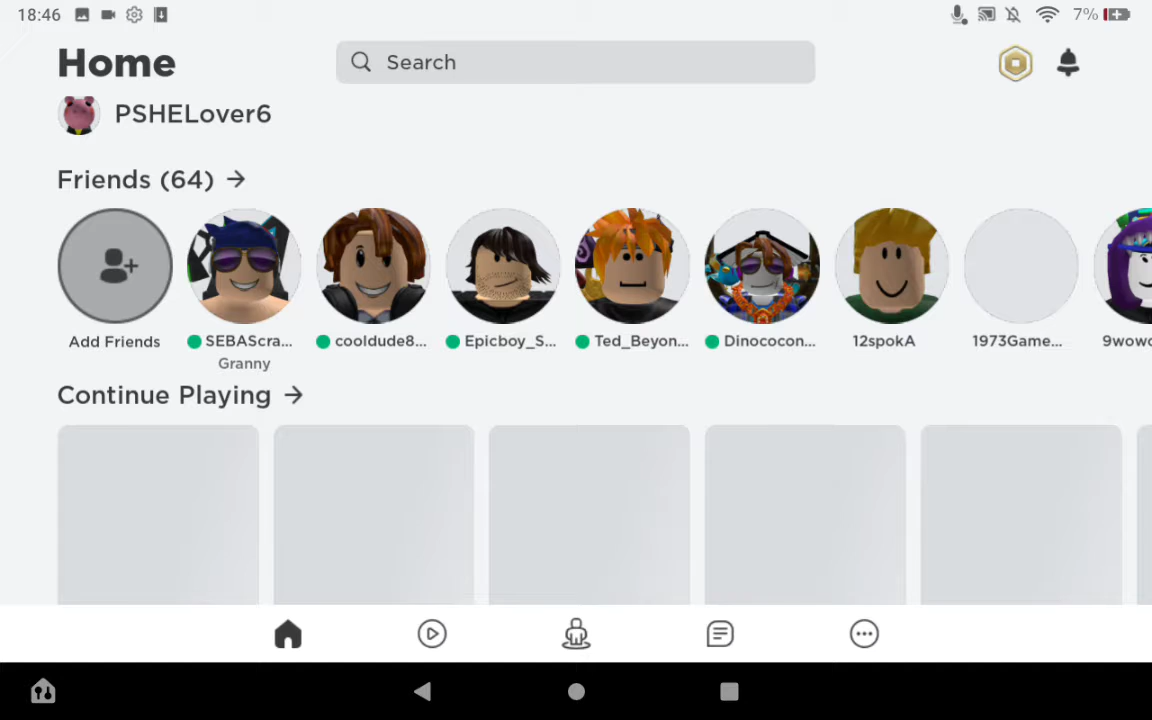 18:46
7%
Home
Search
PSHELover6
Friends (64) →
Add Friends
SEBAScra...
Granny
cooldude8...
Epicboy_S...
Ted_Beyon...
Dinococon...
12spokA
1973Game...
9wow
Continue Playing →